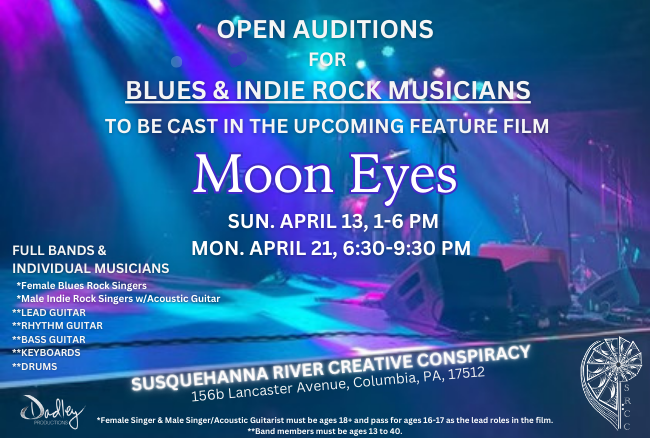 OPEN AUDITIONS
FOR
BLUES & INDIE ROCK MUSICIANS
TO BE CAST IN THE UPCOMING FEATURE FILM
Moon Eyes
SUN. APRIL 13, 1-6 PM
MON. APRIL 21, 6:30-9:30 PM
FULL BANDS &
INDIVIDUAL MUSICIANS
*Female Blues Rock Singers
*Male Indie Rock Singers w/Acoustic Guitar
**LEAD GUITAR
**RHYTHM GUITAR
**BASS GUITAR
**KEYBOARDS
**DRUMS
SUSQUEHANNA RIVER CREATIVE CONSPIRACY
156b Lancaster Avenue, Columbia, PA, 17512
Dadley
PRODUCTIONS
SRCC
*Female Singer & Male Singer/Acoustic Guitarist must be ages 18+ and pass for ages 16-17 as the lead roles in the film.
**Band members must be ages 13 to 40.